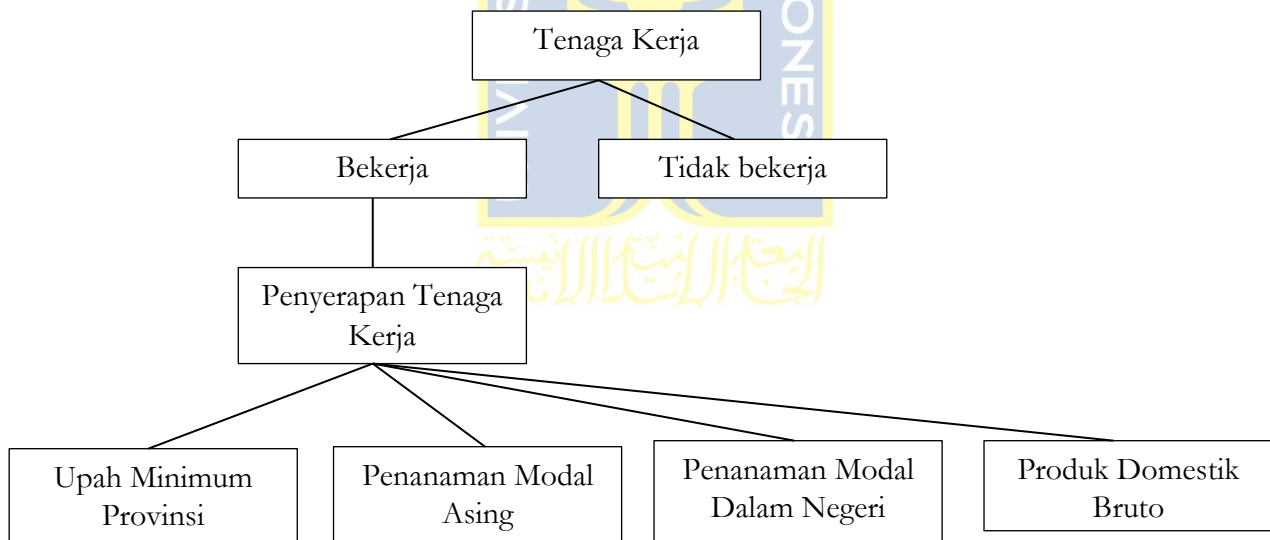 Tenaga Kerja
Bekerja
Tidak bekerja
Penyerapan Tenaga
Kerja
Upah Minimum
Provinsi
Penanaman Modal
Asing
Penanaman Modal
Dalam Negeri
Produk Domestik
Bruto